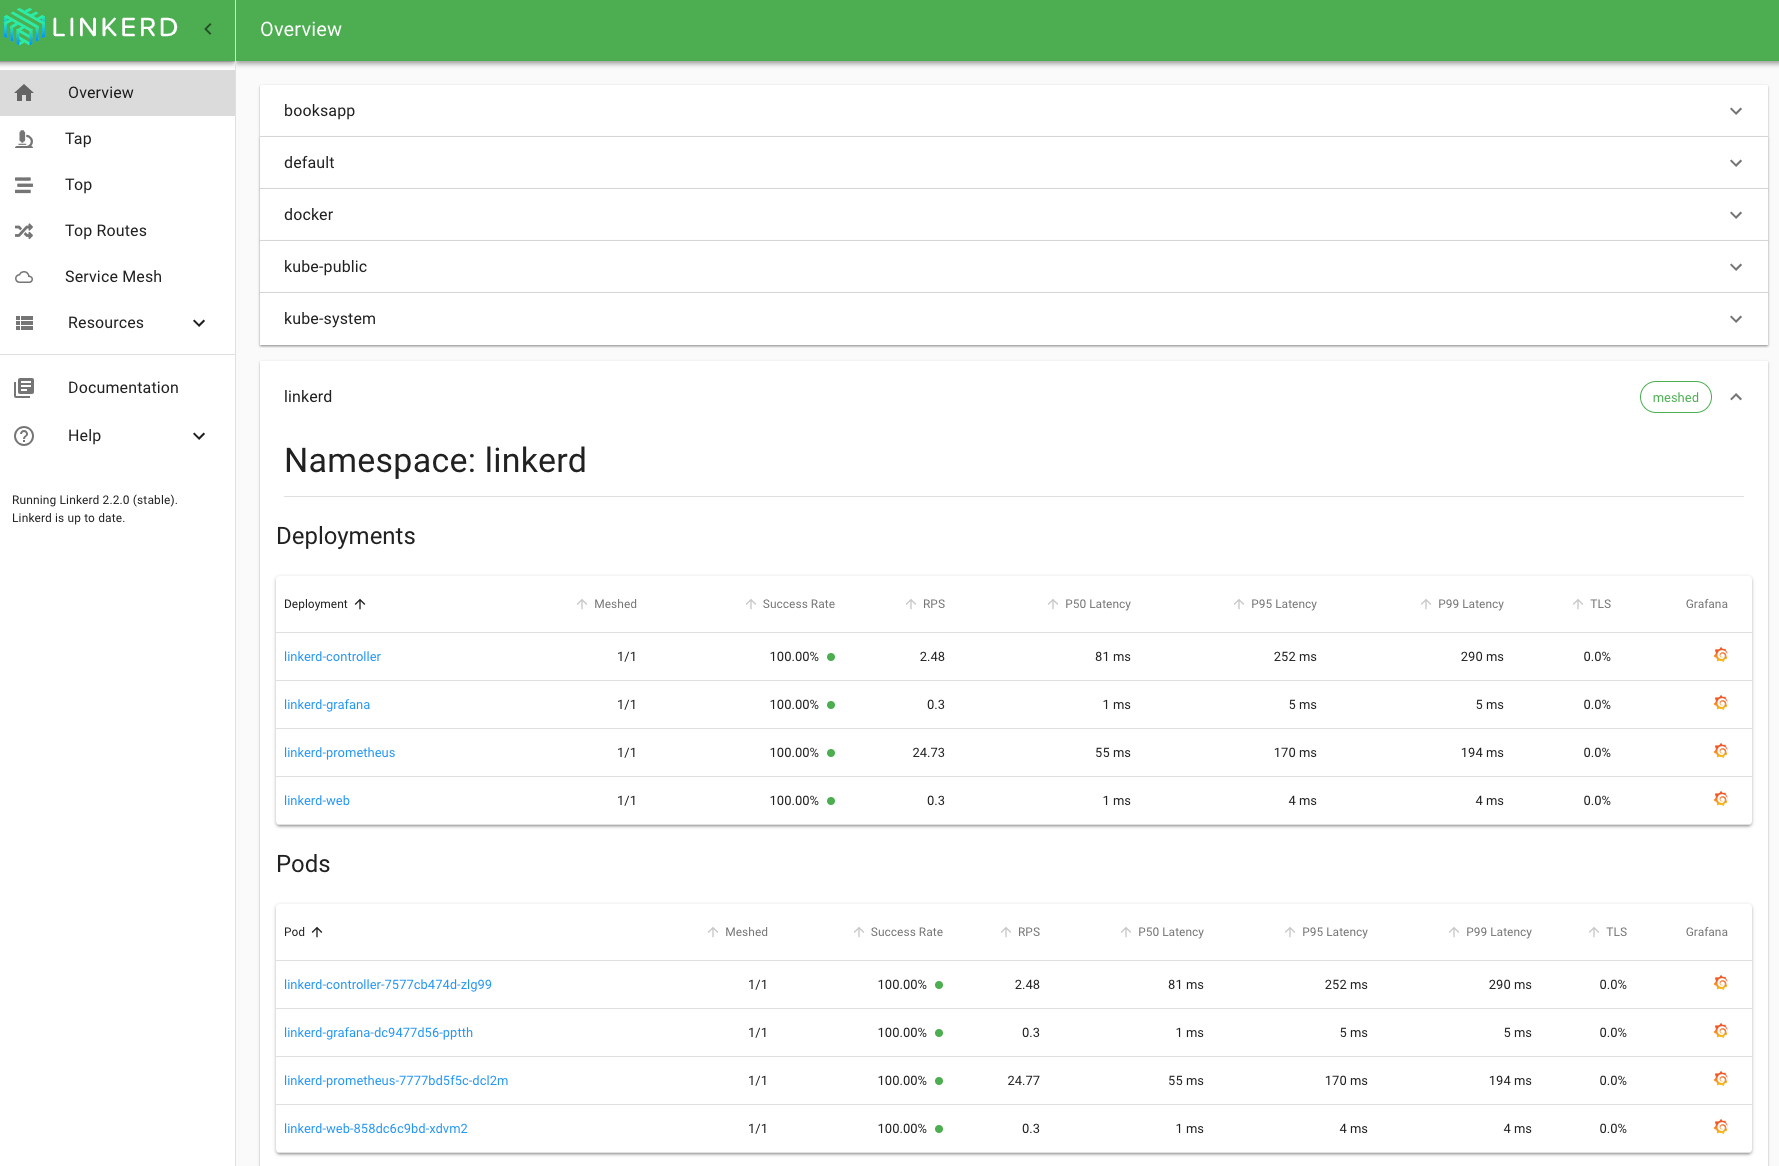 LINKERD
Overview
Overview
Tap
Top
Top Routes
Service Mesh
Resources
Documentation
Help
Running Linkerd 2.2.0 (stable).
Linkerd is up to date.
booksapp
default
docker
kube-public
kube-system
linkerd meshed
Namespace: linkerd
Deployments
Deployment Meshed Success Rate RPS P50 Latency P95 Latency P99 Latency TLS Grafana
linkerd-controller 1/1 100.00% 2.48 81 ms 252 ms 290 ms 0.0%
linkerd-grafana 1/1 100.00% 0.3 1 ms 5 ms 5 ms 0.0%
linkerd-prometheus 1/1 100.00% 24.73 55 ms 170 ms 194 ms 0.0%
linkerd-web 1/1 100.00% 0.3 1 ms 4 ms 4 ms 0.0%
Pods
Pod Meshed Success Rate RPS P50 Latency P95 Latency P99 Latency TLS Grafana
linkerd-controller-7577cb474d-zlg99 1/1 100.00% 2.48 81 ms 252 ms 290 ms 0.0%
linkerd-grafana-dc9477d56-pptth 1/1 100.00% 0.3 1 ms 5 ms 5 ms 0.0%
linkerd-prometheus-7777bd5f5c-dcl2m 1/1 100.00% 24.77 55 ms 170 ms 194 ms 0.0%
linkerd-web-858dc6c9bd-xdvm2 1/1 100.00% 0.3 1 ms 4 ms 4 ms 0.0%